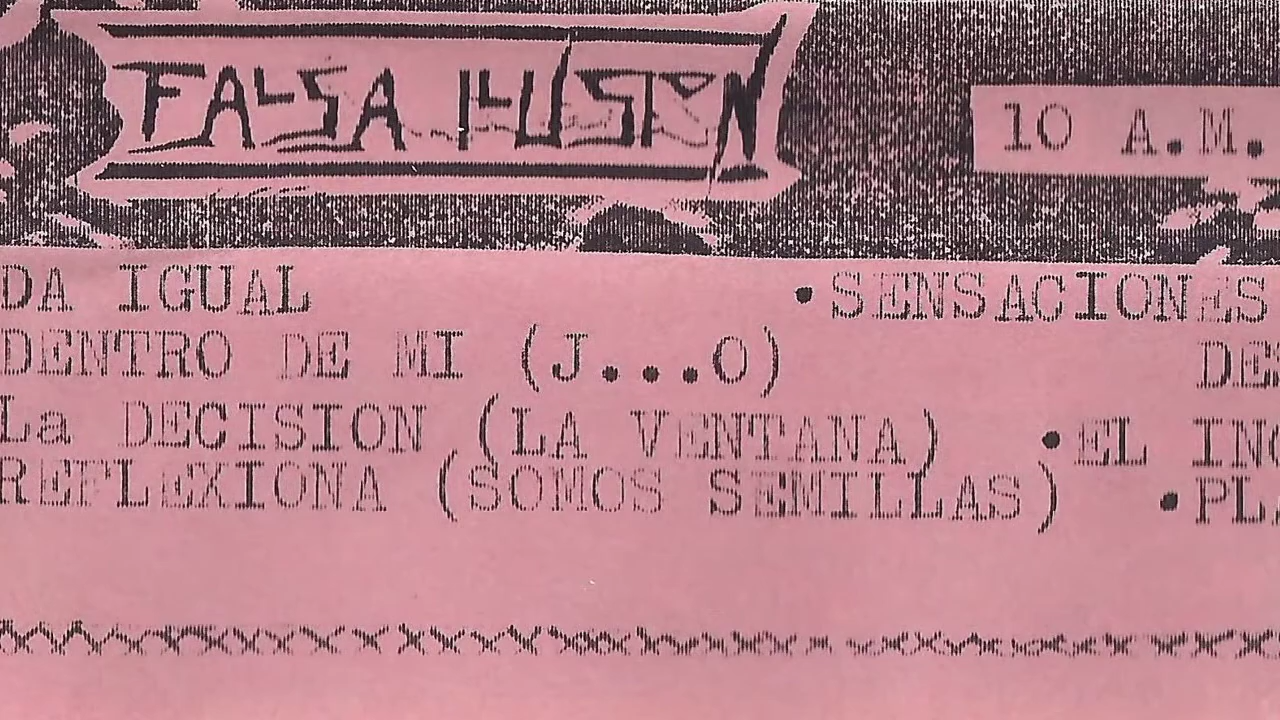 FALSA ILUSION
10 A.M.
DA IGUAL •SENSACIONES
DENTRO DE MI (J...O)
La DECISION (LA VENTANA) •EL
REFLEXIONA (SOMOS SEMILLAS)